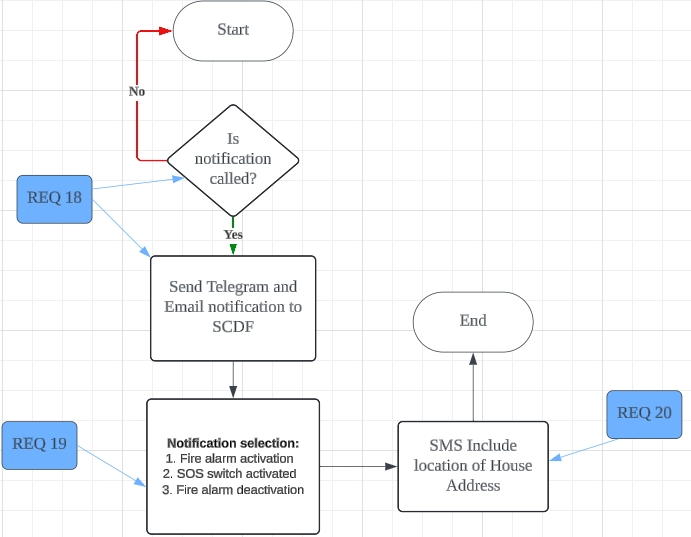 Start
No
Is
notification
called?
REQ 18
Yes
Send Telegram and
Email notification to
SCDF
End
REQ 19
Notification selection:
1. Fire alarm activation
2. SOS switch activated
3. Fire alarm deactivation
SMS Include
location of House
Address
REQ 20